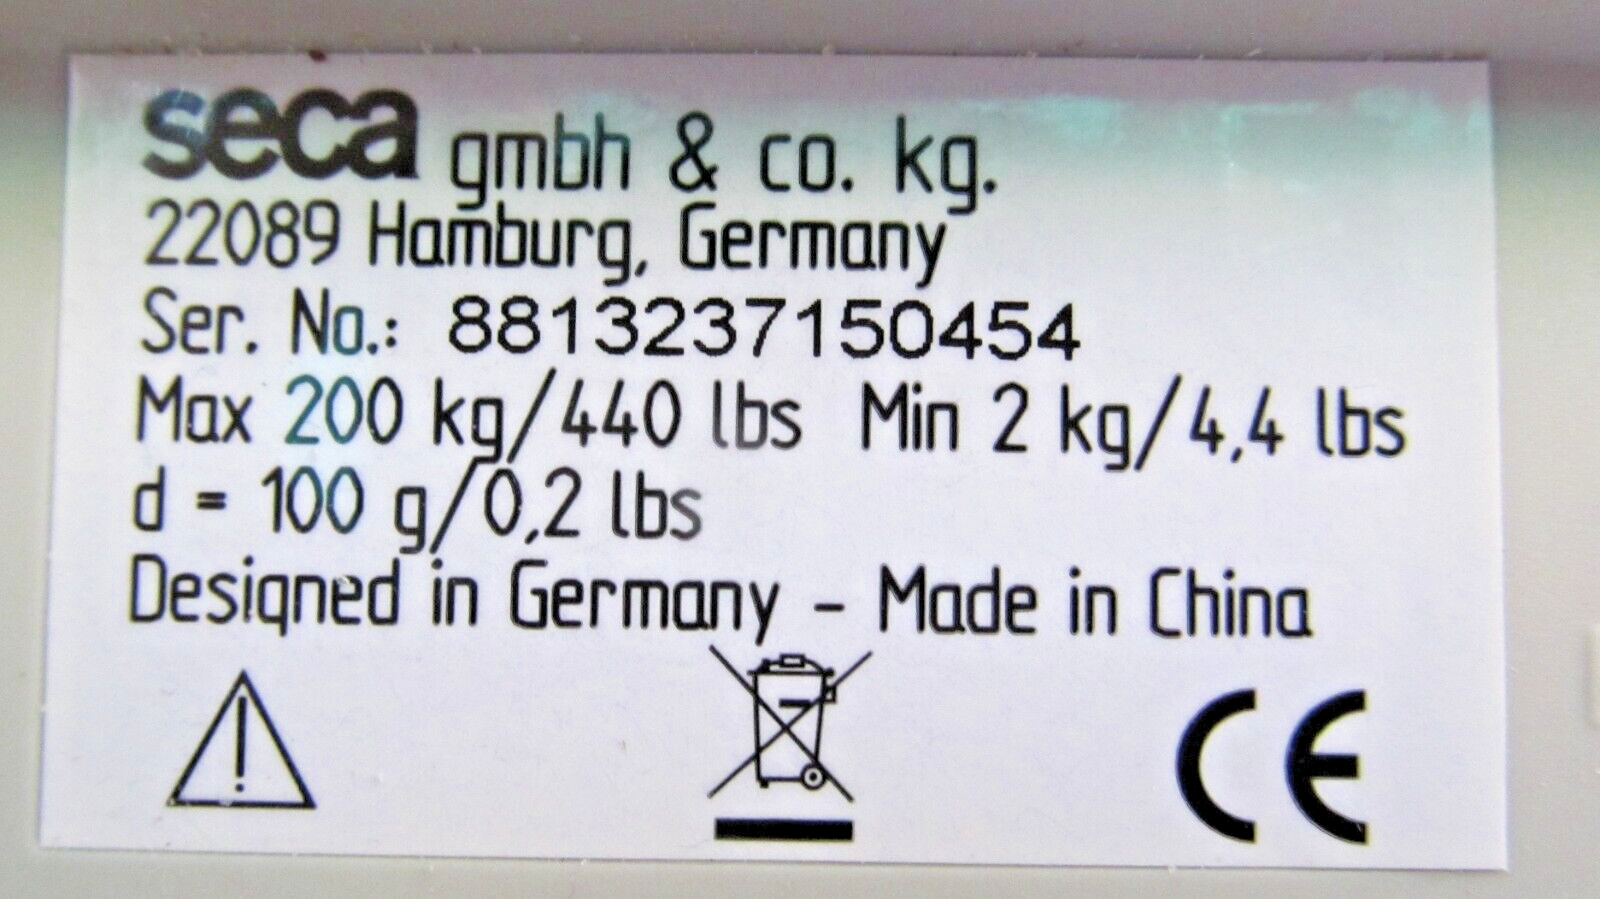 seca gmbh & co. kg.
22089 Hamburg, Germany
Ser. No.: 8813237150454
Max 200 kg/440 lbs Min 2 kg/4,4 lbs
d = 100 g/0,2 lbs
Designed in Germany – Made in China
CE